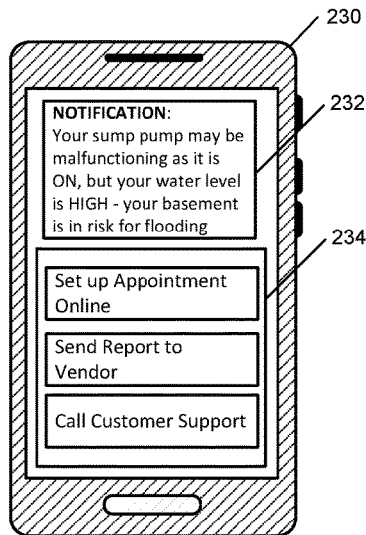 230
NOTIFICATION:
Your sump pump may be
malfunctioning as it is
ON, but your water level
is HIGH - your basement
is in risk for flooding
232
234
Set up Appointment
Online
Send Report to
Vendor
Call Customer Support